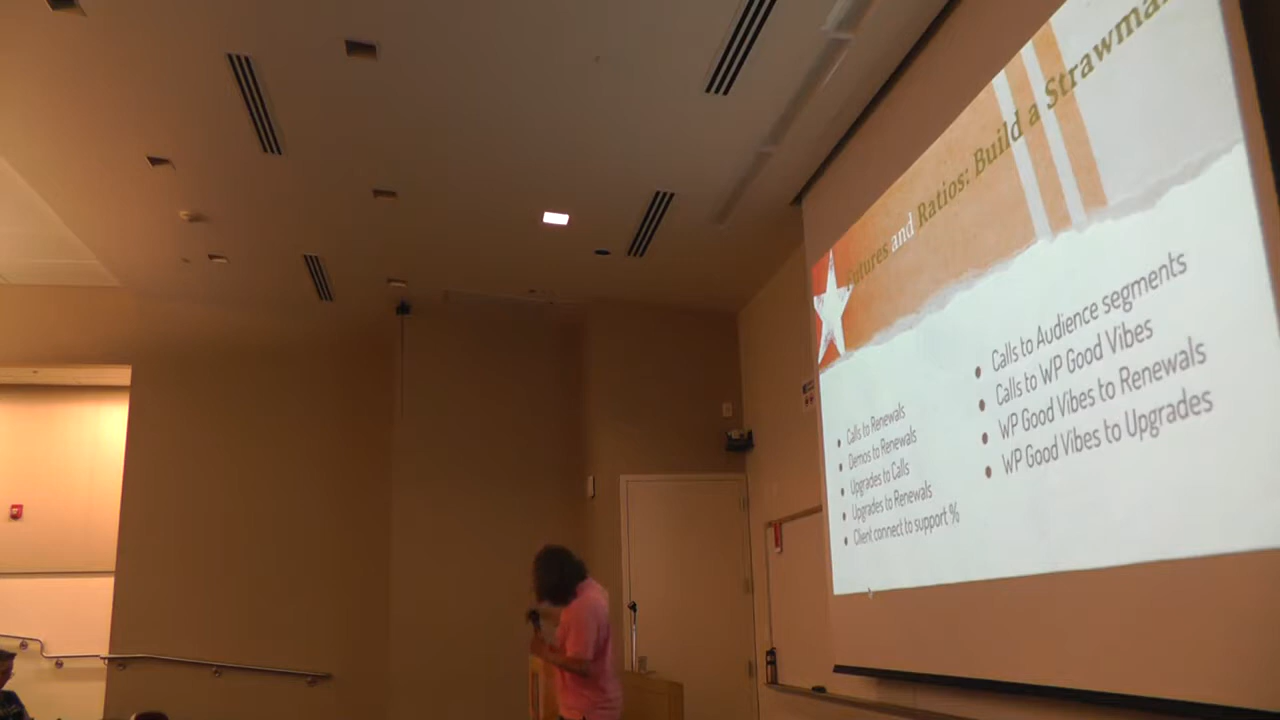 Futures and Ratios: Build a Strawman
Calls to Renewals
Demos to Renewals
Upgrades to Calls
Upgrades to Renewals
Client connect to support %
Calls to Audience segments
Calls to WP Good Vibes
WP Good Vibes to Renewals
WP Good Vibes to Upgrades